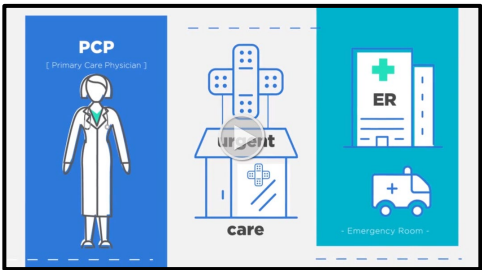 PCP
[ Primary Care Physician ]
urgent
care
ER
- Emergency Room -